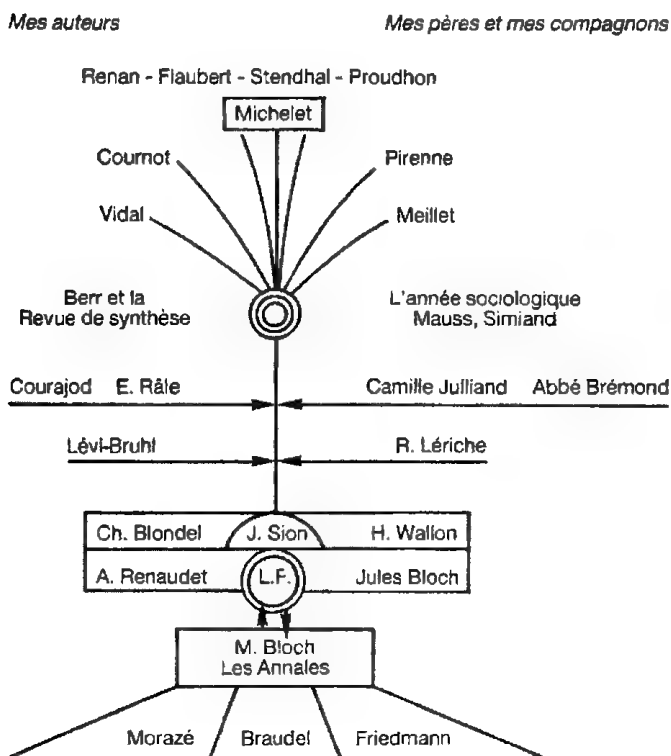 Mes auteurs Mes pères et mes compagnons
Renan - Flaubert - Stendhal - Proudhon
Michelet
Cournot Pirenne
Vidal Meillet
Berr et la
Revue de synthèse
L'année sociologique
Mauss, Simiand
Courajod E. Râle Camille Julliand Abbé Brémond
Lévi-Bruhl R. Lériche
Ch. Blondel J. Sion H. Wallon
A. Renaudet L.F. Jules Bloch
M. Bloch
Les Annales
Morazé Braudel Friedmann